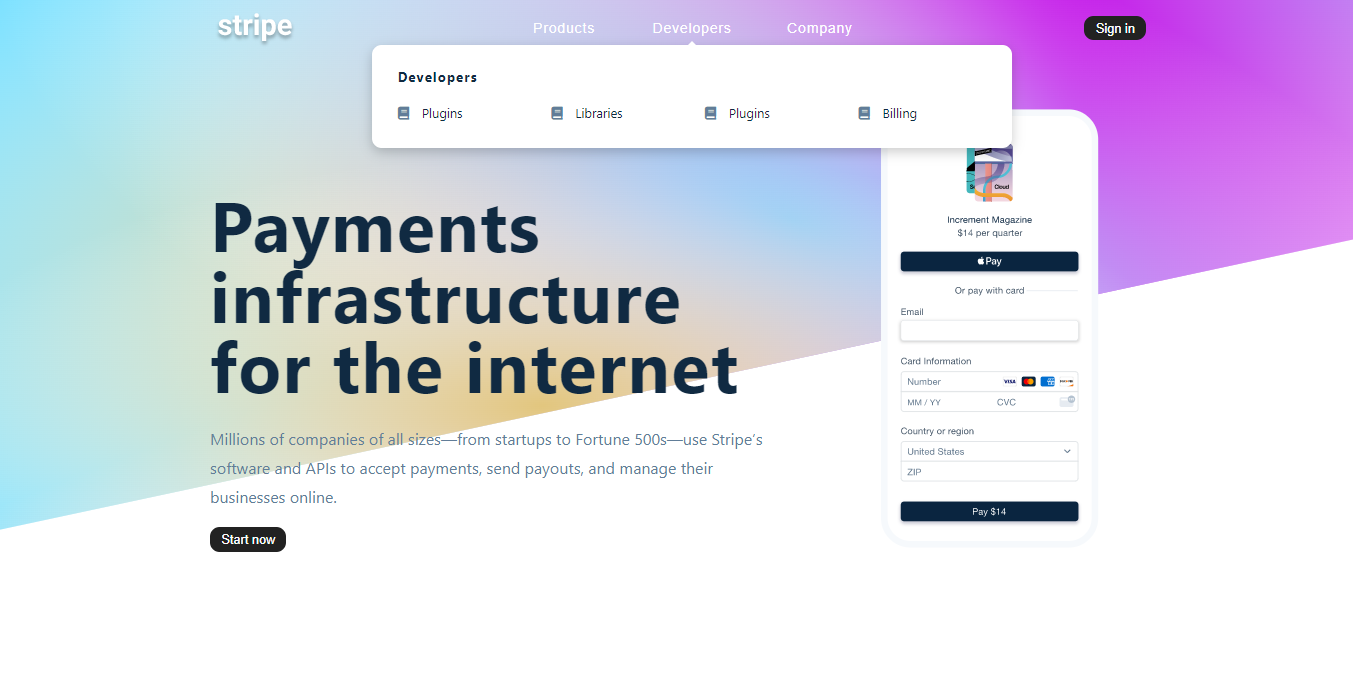 stripe
Products Developers Company
Sign in
Developers
Plugins Libraries Plugins Billing
Payments
infrastructure
for the internet
Millions of companies of all sizes—from startups to Fortune 500s—use Stripe’s
software and APIs to accept payments, send payouts, and manage their
businesses online.
Start now
Cloud
Increment Magazine
$14 per quarter
Pay
Or pay with card
Email
Card Information
Number VISA
MM / YY CVC
Country or region
United States
ZIP
Pay $14